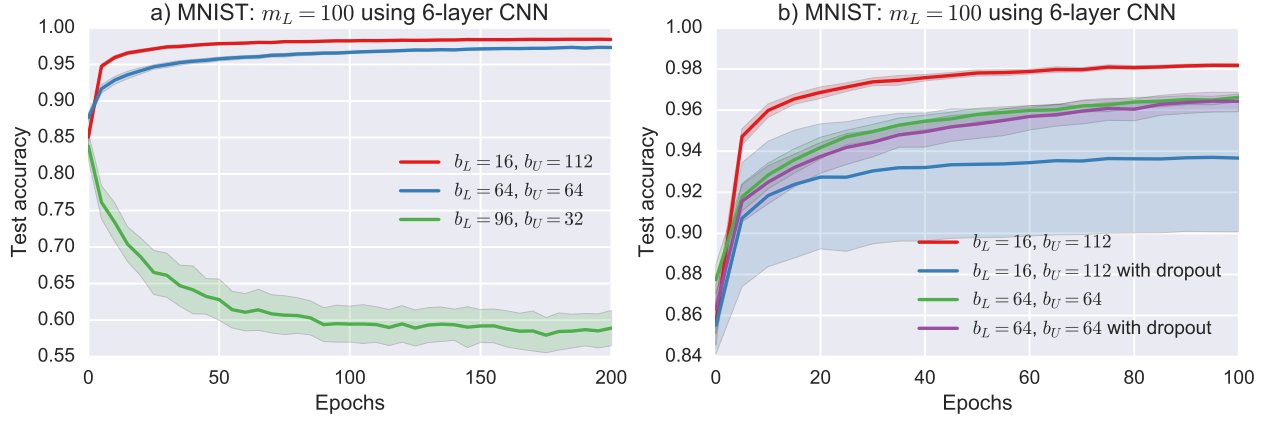 a) MNIST: m_L = 100 using 6-layer CNN
1.00
0.95
0.90
0.85
0.80
0.75
0.70
0.65
0.60
0.55
Test accuracy
b_L = 16, b_U = 112
b_L = 64, b_U = 64
b_L = 96, b_U = 32
0
50
100
150
200
Epochs
b) MNIST: m_L = 100 using 6-layer CNN
1.00
0.98
0.96
0.94
0.92
0.90
0.88
0.86
0.84
Test accuracy
b_L = 16, b_U = 112
b_L = 16, b_U = 112 with dropout
b_L = 64, b_U = 64
b_L = 64, b_U = 64 with dropout
0
20
40
60
80
100
Epochs